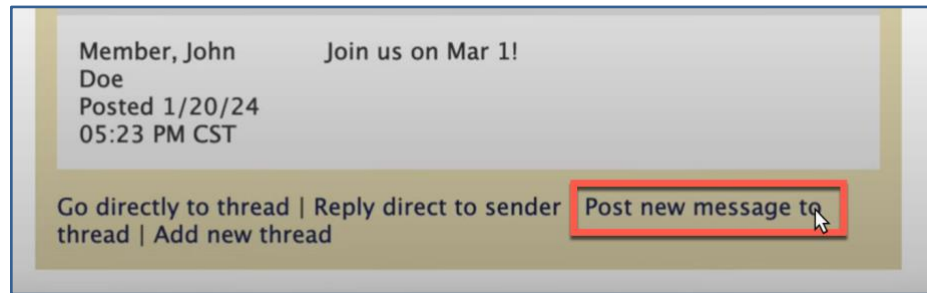 Member, John Join us on Mar 1!
Doe
Posted 1/20/24
05:23 PM CST
Go directly to thread | Reply direct to sender Post new message to
thread | Add new thread